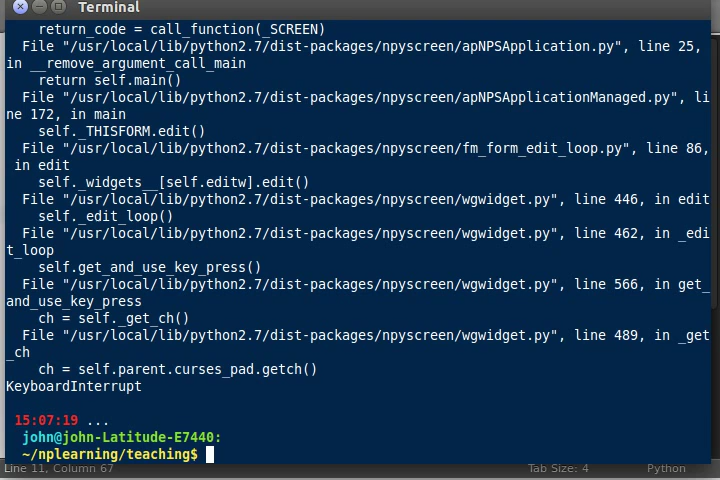 Terminal
return_code = call_function(_SCREEN)
File "/usr/local/lib/python2.7/dist-packages/npyscreen/apNPSApplication.py", line 25,
in __remove_argument_call_main
return self.main()
File "/usr/local/lib/python2.7/dist-packages/npyscreen/apNPSApplicationManaged.py", li
ne 172, in main
self._THISFORM.edit()
File "/usr/local/lib/python2.7/dist-packages/npyscreen/fm_form_edit_loop.py", line 86,
in edit
self._widgets__[self.editw].edit()
File "/usr/local/lib/python2.7/dist-packages/npyscreen/wgwidget.py", line 446, in edit
self._edit_loop()
File "/usr/local/lib/python2.7/dist-packages/npyscreen/wgwidget.py", line 462, in _edi
t_loop
self.get_and_use_key_press()
File "/usr/local/lib/python2.7/dist-packages/npyscreen/wgwidget.py", line 566, in get_
and_use_key_press
ch = self._get_ch()
File "/usr/local/lib/python2.7/dist-packages/npyscreen/wgwidget.py", line 489, in _get
_ch
ch = self.parent.curses_pad.getch()
KeyboardInterrupt
15:07:19 ...
john@john-Latitude-E7440:
~/nplearning/teaching$
Line 11, Column 67 Tab Size: 4 Python